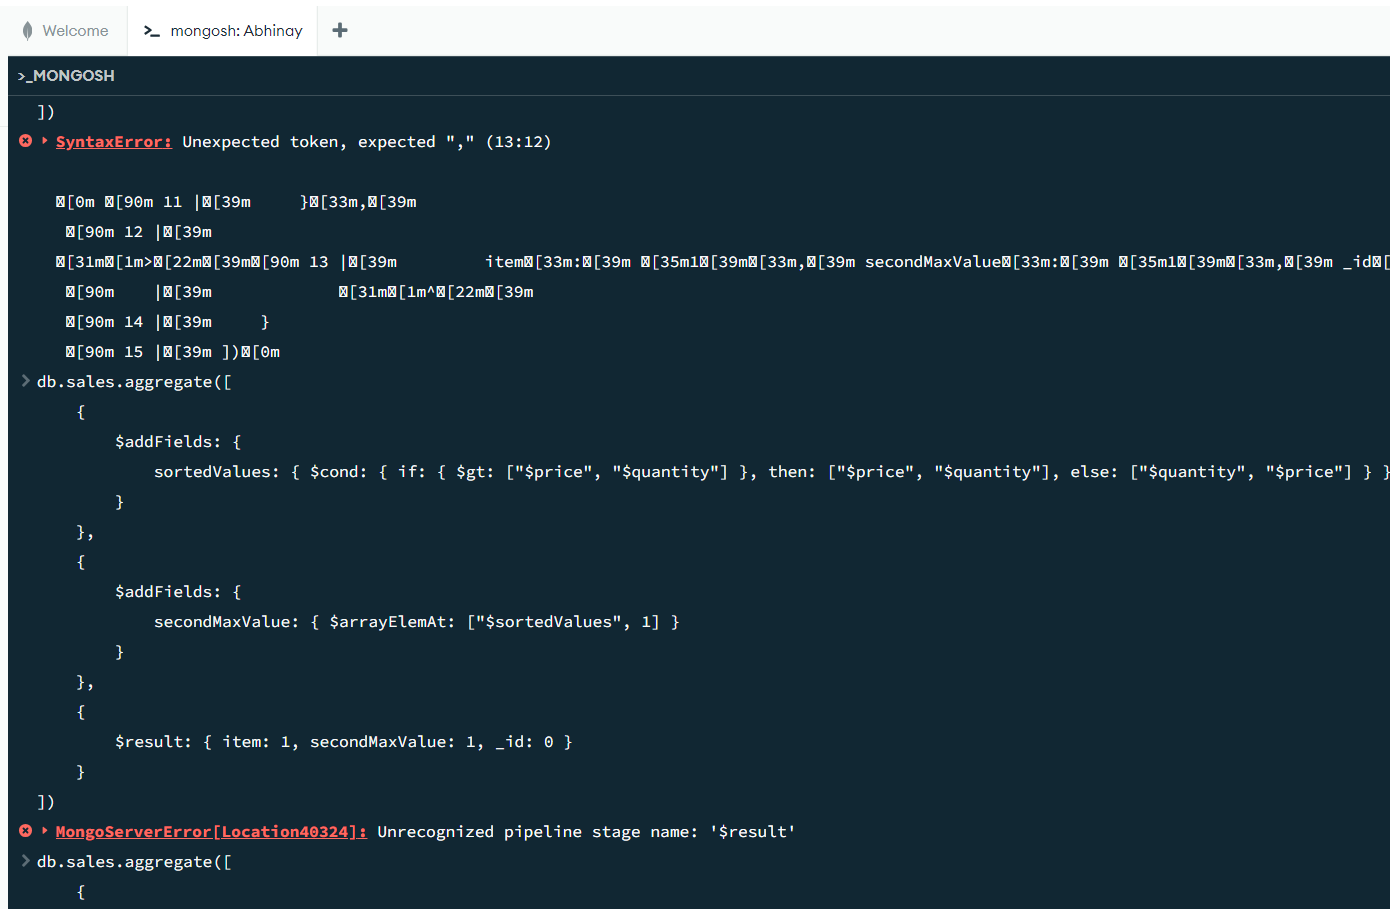 Welcome
>_ mongosh: Abhinay
+
>_MONGOSH
])
SyntaxError: Unexpected token, expected "," (13:12)
[0m [90m 11 |[39m     }[33m,[39m
[90m 12 |[39m
[31m[1m>[22m[39m[90m 13 |[39m         item[33m:[39m [35m1[39m[33m,[39m secondMaxValue[33m:[39m [35m1[39m[33m,[39m _id[
[90m    |[39m             [31m[1m^[22m[39m
[90m 14 |[39m     }
[90m 15 |[39m ])[0m
db.sales.aggregate([
{
$addFields: {
sortedValues: { $cond: { if: { $gt: ["$price", "$quantity"] }, then: ["$price", "$quantity"], else: ["$quantity", "$price"] } }
}
},
{
$addFields: {
secondMaxValue: { $arrayElemAt: ["$sortedValues", 1] }
}
},
{
$result: { item: 1, secondMaxValue: 1, _id: 0 }
}
])
MongoServerError[Location40324]: Unrecognized pipeline stage name: '$result'
db.sales.aggregate([
{